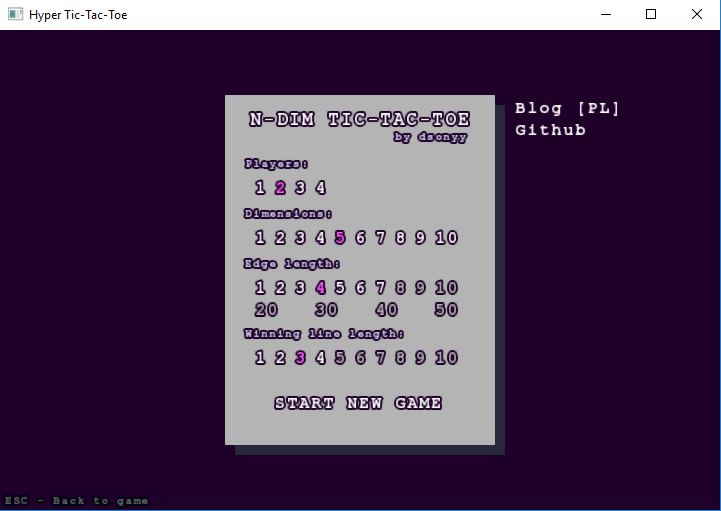 Hyper Tic-Tac-Toe
N-DIM TIC-TAC-TOE
by dsonyy
Blog [PL]
Github
Players:
1 2 3 4
Dimensions:
1 2 3 4 5 6 7 8 9 10
Edge length:
1 2 3 4 5 6 7 8 9 10
20 30 40 50
Winning line length:
1 2 3 4 5 6 7 8 9 10
START NEW GAME
ESC - Back to game